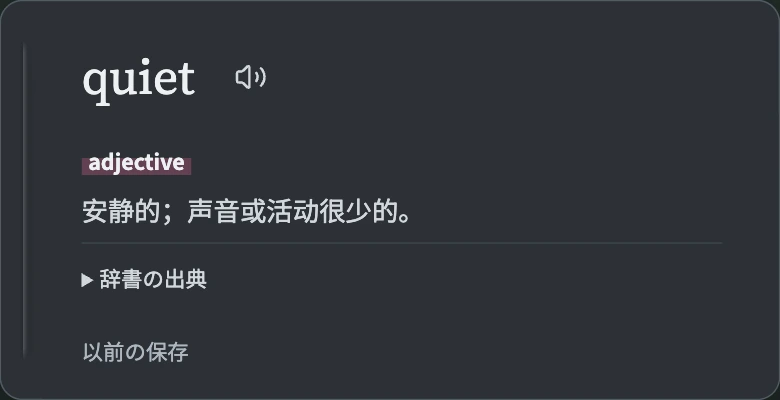 quiet
adjective
安静的；声音或活动很少的。
▶ 辞書の出典
以前の保存